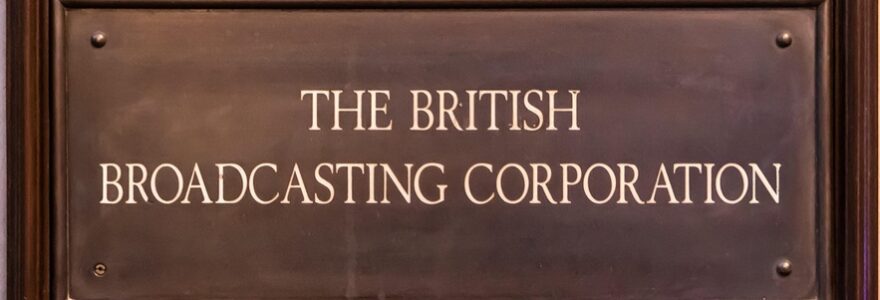 THE BRITISH
BROADCASTING CORPORATION